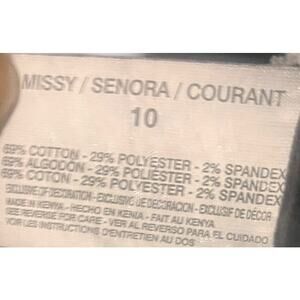 MISSY / SENORA / COURANT
10
69% COTTON - 29% POLYESTER - 2% SPANDEX
69% ALGODON - 29% POLIESTER - 2% SPANDEX
69% COTON - 29% POLYESTER - 2% SPANDEX
EXCLUSIVE OF DECORATION - EXCLUSIVO DE DECORACION - EXCLUSIF DE DÉCOR
MADE IN KENYA - HECHO EN KENIA - FAIT AU KENYA
SEE REVERSE FOR CARE - VER AL REVERSO PARA EL CUIDADO
VOIR LES INSTRUCTIONS D'ENTRETIEN AU DOS